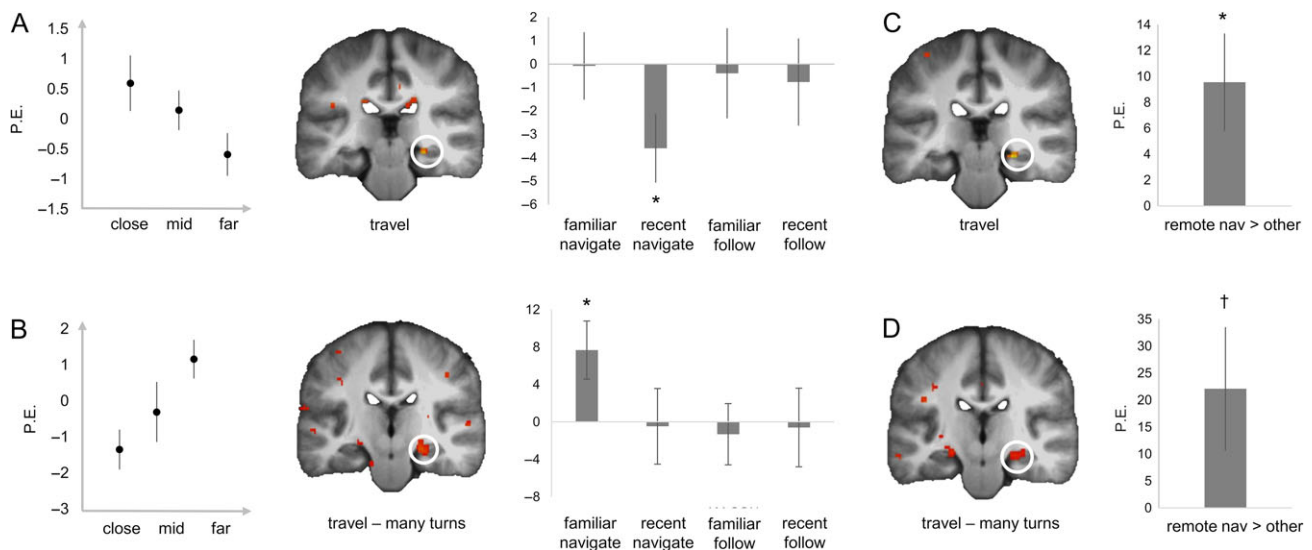 A
P.E.
1.5
1
0.5
0
–0.5
–1
–1.5
close mid far
travel
2
1
0
–1
–2
–3
–4
–5
–6
*
familiar navigate
recent navigate
familiar follow
recent follow
C
travel
P.E.
14
12
10
8
6
4
2
0
*
remote nav > other
B
P.E.
2
1
0
–1
–2
–3
close mid far
travel – many turns
12
8
4
0
–4
–8
*
familiar navigate
recent navigate
familiar follow
recent follow
D
travel – many turns
P.E.
35
30
25
20
15
10
5
0
†
remote nav > other